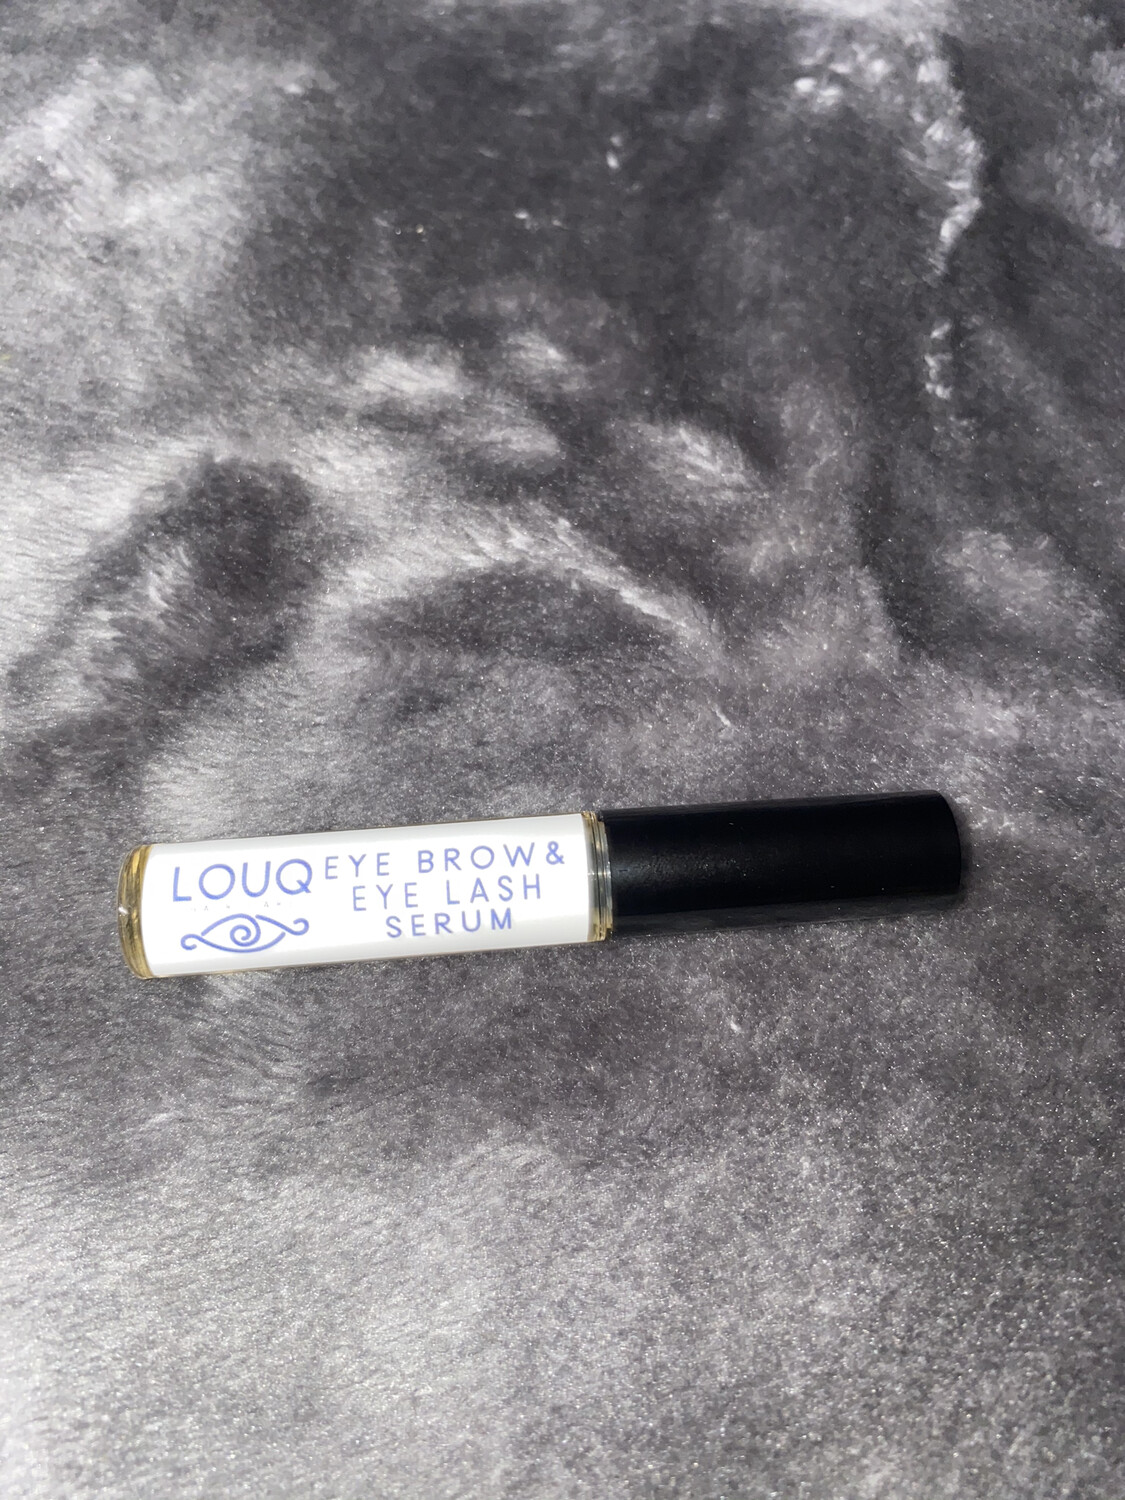 LOUQ
EYE BROW &
EYE LASH
SERUM